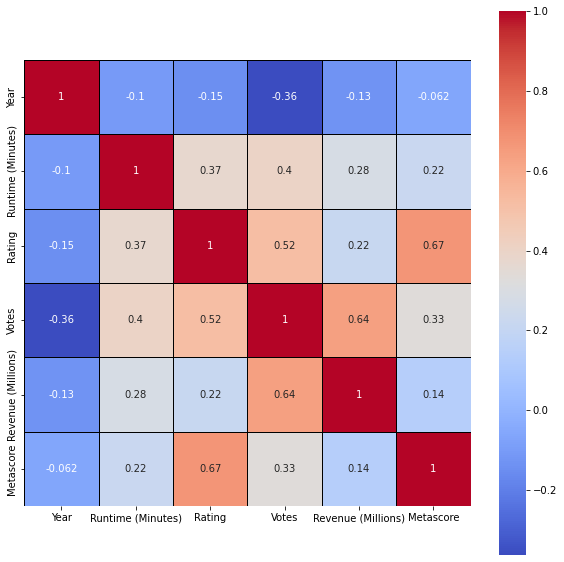 Year 1 -0.1 -0.15 -0.36 -0.13 -0.062
Runtime (Minutes) -0.1 1 0.37 0.4 0.28 0.22
Rating -0.15 0.37 1 0.52 0.22 0.67
Votes -0.36 0.4 0.52 1 0.64 0.33
Revenue (Millions) -0.13 0.28 0.22 0.64 1 0.14
Metascore -0.062 0.22 0.67 0.33 0.14 1
Year Runtime (Minutes) Rating Votes Revenue (Millions) Metascore
1.0
0.8
0.6
0.4
0.2
0.0
−0.2